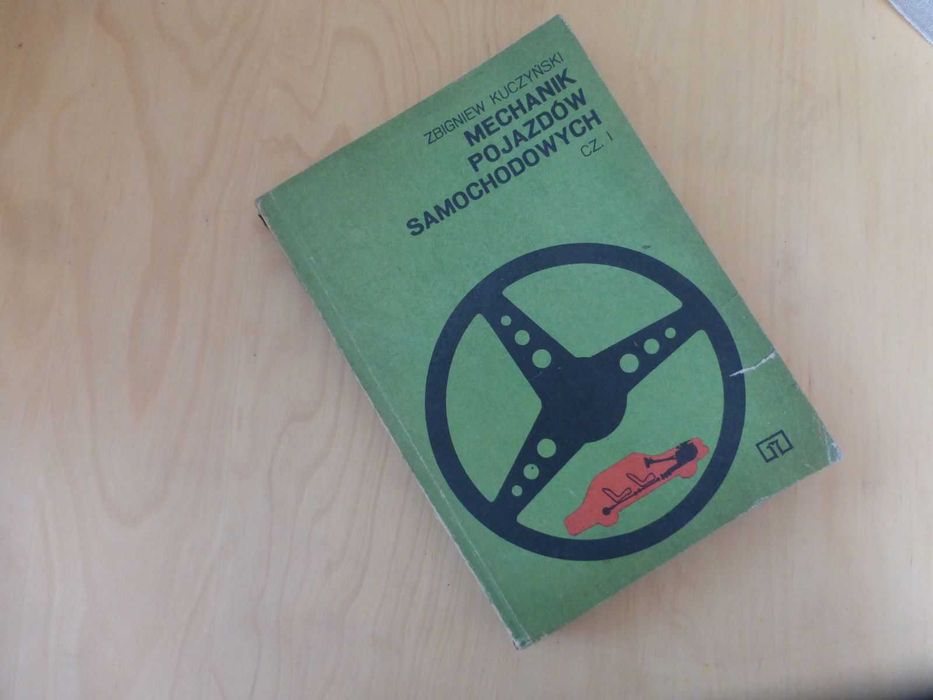 ZBIGNIEW KUCZYŃSKI
MECHANIK
POJAZDÓW
SAMOCHODOWYCH
CZ. I